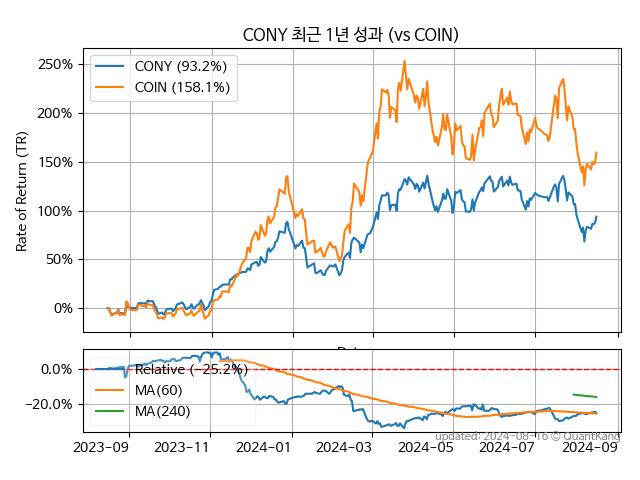 CONY 최근 1년 성과 (vs COIN)
250%
200%
150%
100%
50%
0%
Rate of Return (TR)
CONY (93.2%)
COIN (158.1%)
0.0%
−20.0%
Relative (−25.2%)
MA(60)
MA(240)
updated: 2024-08-16 © QuantKang
2023-09
2023-11
2024-01
2024-03
2024-05
2024-07
2024-09